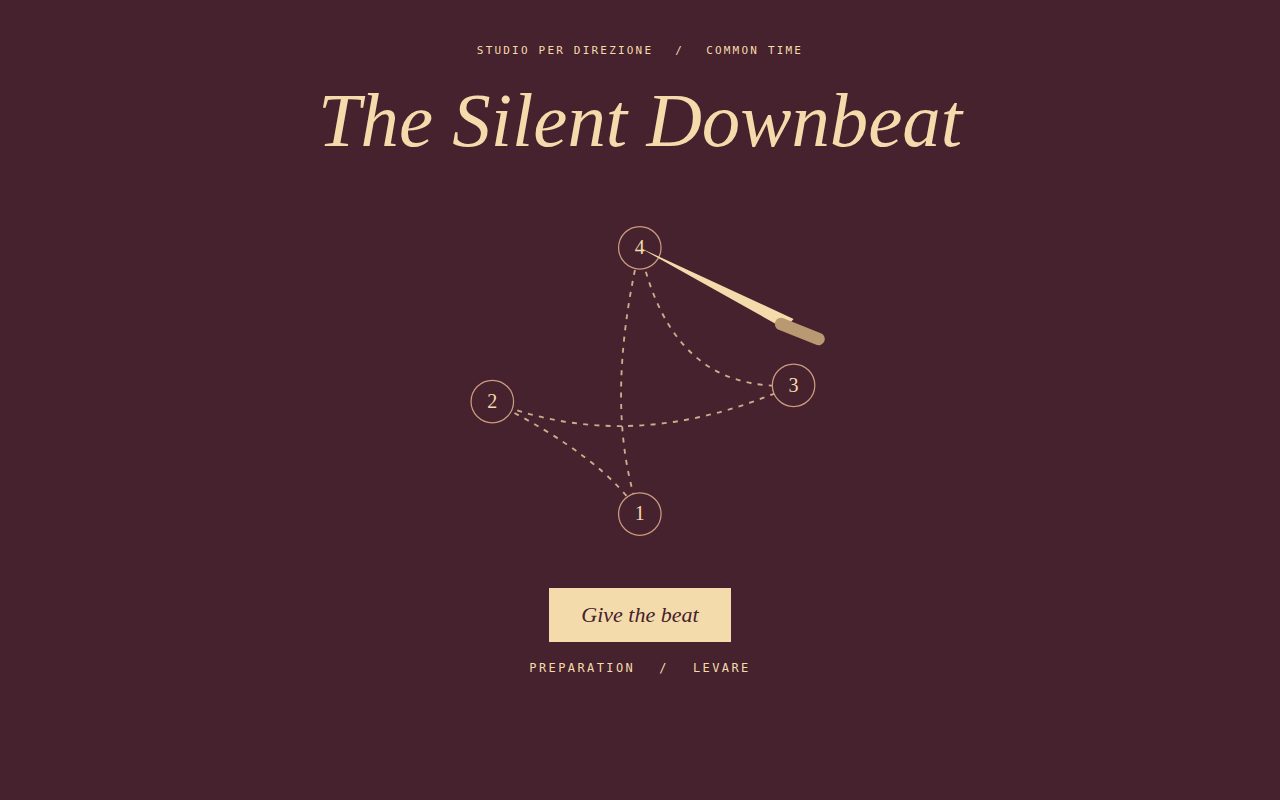 STUDIO PER DIREZIONE / COMMON TIME
The Silent Downbeat
4
3
2
1
Give the beat
PREPARATION / LEVARE